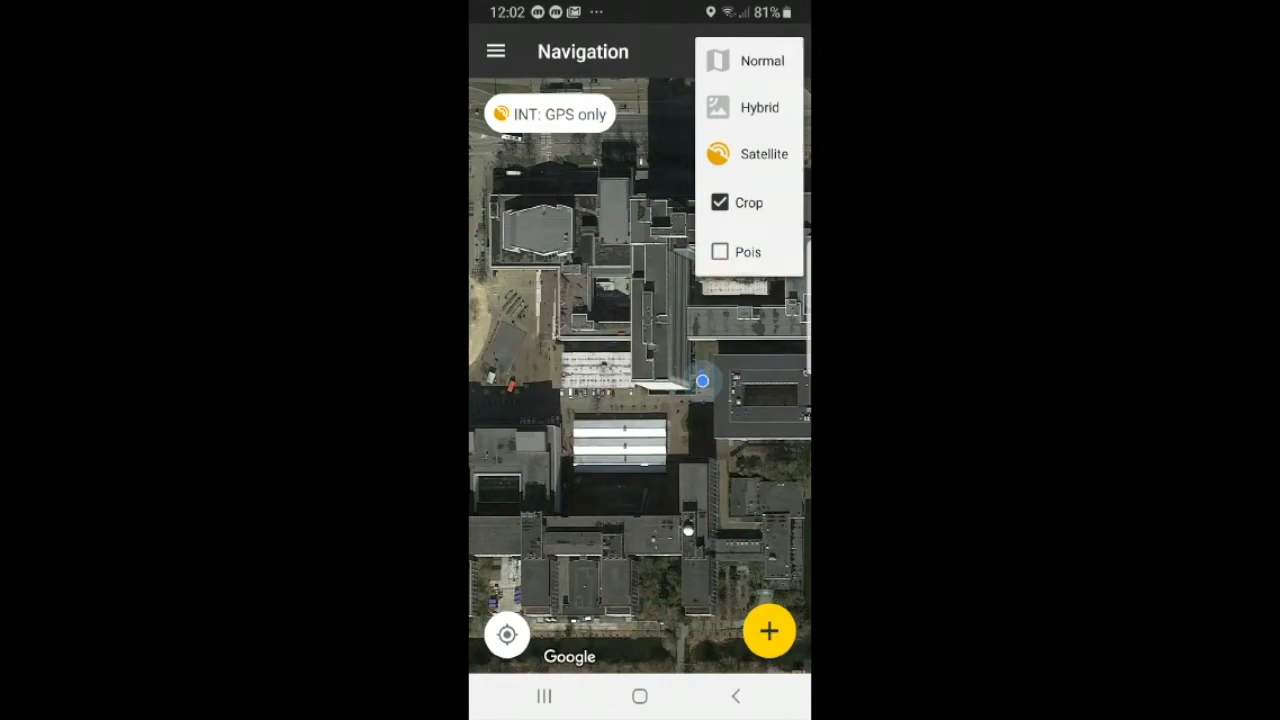 12:02 81%
Navigation
Normal
Hybrid
INT: GPS only
Satellite
Crop
Pois
Google